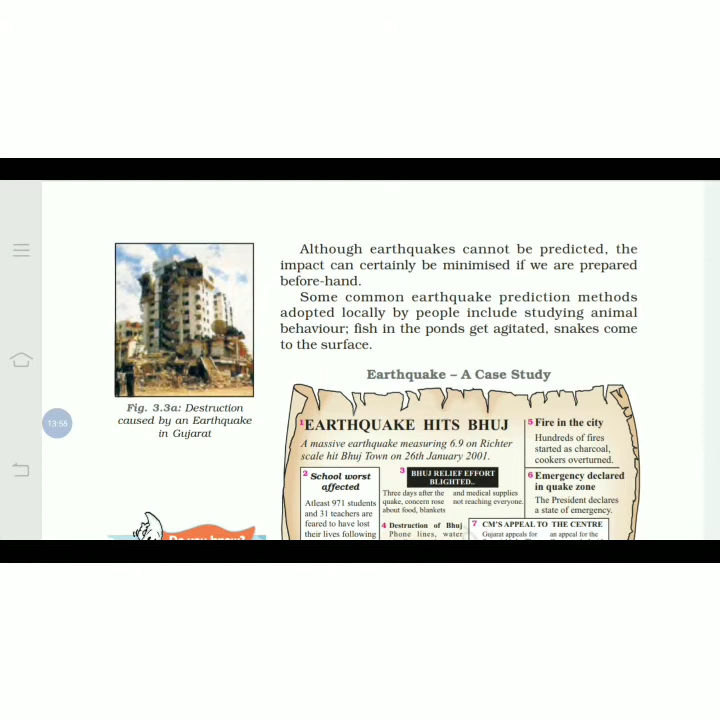 Although earthquakes cannot be predicted, the
impact can certainly be minimised if we are prepared
before-hand.
Some common earthquake prediction methods
adopted locally by people include studying animal
behaviour; fish in the ponds get agitated, snakes come
to the surface.
Fig. 3.3a: Destruction
caused by an Earthquake
in Gujarat
13:58
Earthquake – A Case Study
1 EARTHQUAKE HITS BHUJ
A massive earthquake measuring 6.9 on Richter
scale hit Bhuj Town on 26th January 2001.
2 School worst
affected
Atleast 971 students
and 31 teachers are
feared to have lost
their lives following
3 BHUJ RELIEF EFFORT
BLIGHTED..
Three days after the
quake, concern rose
about food, blankets
and medical supplies
not reaching everyone.
4 Destruction of Bhuj
Phone lines, water
5 Fire in the city
Hundreds of fires
started as charcoal,
cookers overturned.
6 Emergency declared
in quake zone
The President declares
a state of emergency.
7 CM'S APPEAL TO THE CENTRE
Gujarat appeals for
an appeal for the
Do you know?